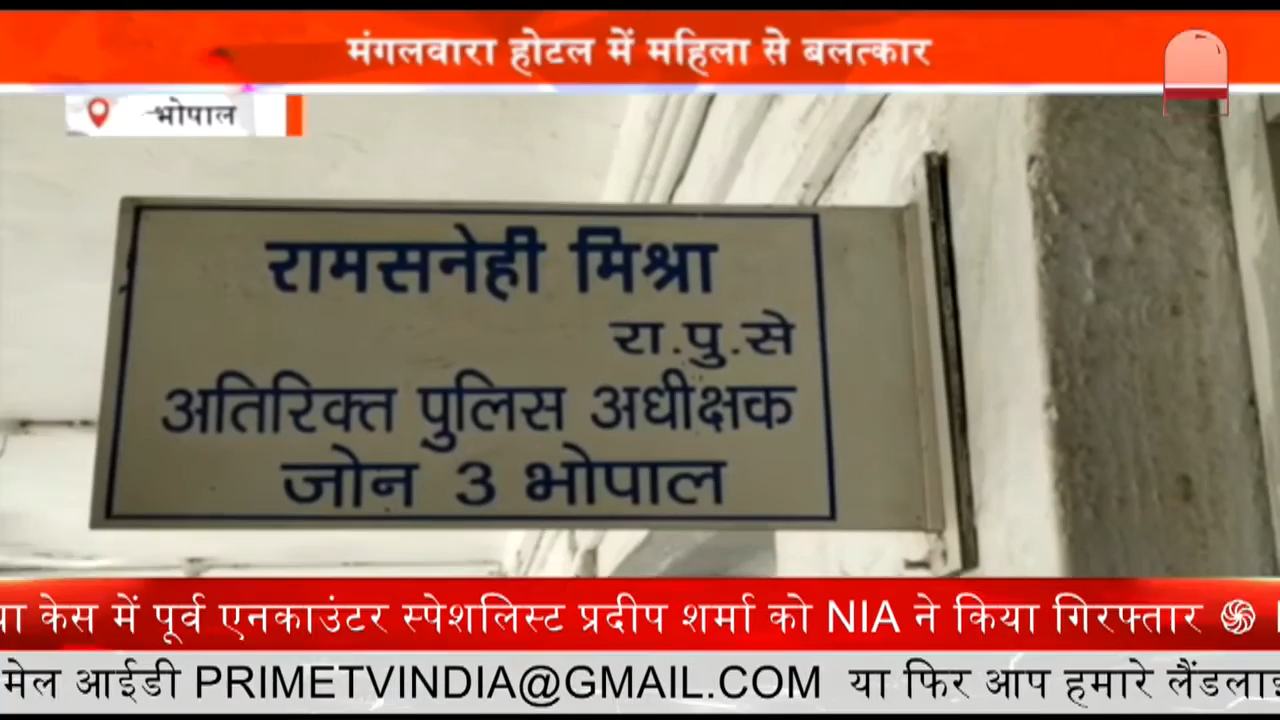 मंगलवारा होटल में महिला से बलत्कार
भोपाल
रामसनेही मिश्रा
रा.पु.से
अतिरिक्त पुलिस अधीक्षक
जोन 3 भोपाल
केस में पूर्व एनकाउंटर स्पेशलिस्ट प्रदीप शर्मा को NIA ने किया गिरफ्तार
मेल आईडी PRIMETVINDIA@GMAIL.COM या फिर आप हमारे